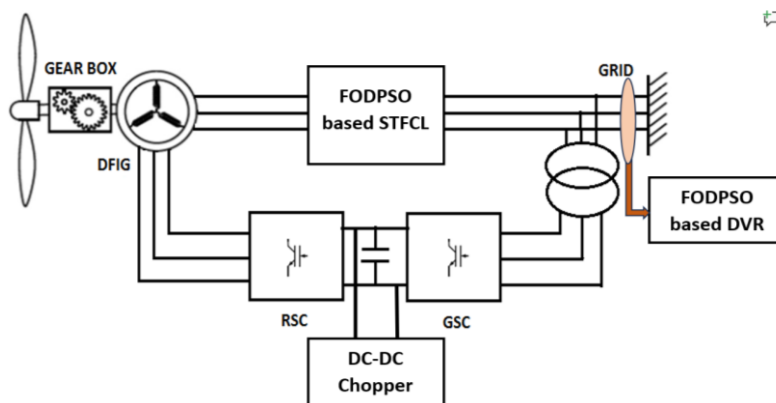 GEAR BOX
DFIG
FODPSO
based STFCL
GRID
FODPSO
based DVR
RSC
GSC
DC-DC
Chopper